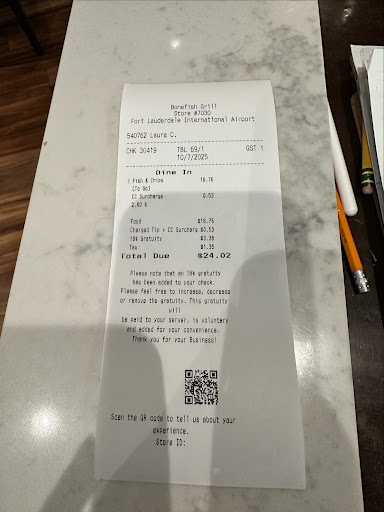 Bonefish Grill
Store #7030
Fort Lauderdale International Airport
540762 Laura C.
CHK 30419 TBL 69/1 GST 1
10/7/2025
Dine In
1 Fish & Chips 18.76
[To Go]
CC Surcharge 0.53
2.80 %
Food $18.76
Charged Tip + CC Surcharg $0.53
18% Gratuity $3.38
Tax $1.35
Total Due $24.02
Please note that an 18% gratuity
has been added to your check.
Please feel free to increase, decrease
or remove the gratuity. This gratuity
will
be paid to your server, is voluntary
and added for your convenience.
Thank you for your Business!
Scan the QR code to tell us about your
experience.
Store ID: